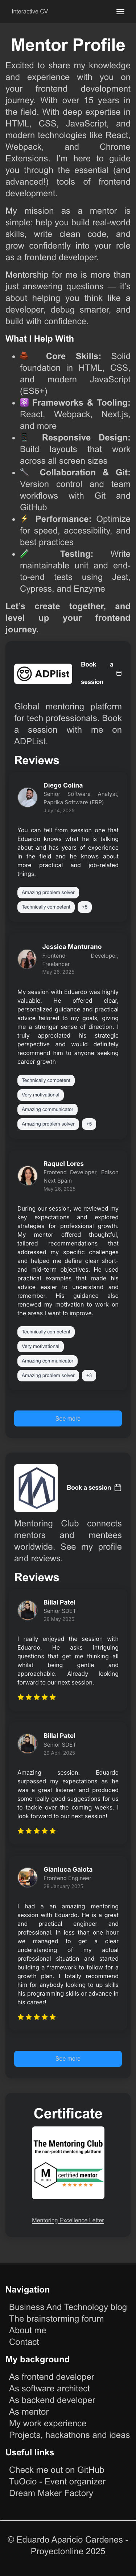 Interactive CV
Mentor Profile
Excited to share my knowledge
and experience with you on
your frontend development
journey. With over 15 years in
the field. With deep expertise in
HTML, CSS, JavaScript, and
modern technologies like React,
Webpack, and Chrome
Extensions. I'm here to guide
you through the essential (and
advanced!) tools of frontend
development.
My mission as a mentor is
simple: help you build real-world
skills, write clean code, and
grow confidently into your role
as a frontend developer.
Mentorship for me is more than
just answering questions — it's
about helping you think like a
developer, debug smarter, and
build with confidence.
What I Help With
Core Skills: Solid
foundation in HTML, CSS,
and modern JavaScript
(ES6+)
Frameworks & Tooling:
React, Webpack, Next.js,
and more
Responsive Design:
Build layouts that work
across all screen sizes
Collaboration & Git:
Version control and team
workflows with Git and
GitHub
Performance: Optimize
for speed, accessibility, and
best practices
Testing: Write
maintainable unit and end-
to-end tests using Jest,
Cypress, and Enzyme
Let's create together, and
level up your frontend
journey.
ADPlist
Book a
session
Global mentoring platform
for tech professionals. Book
a session with me on
ADPList.
Reviews
Diego Colina
Senior Software Analyst,
Paprika Software (ERP)
July 14, 2025
You can tell from session one that
Eduardo knows what he is talking
about and has years of experience
in the field and he knows about
more practical and job-related
things.
Amazing problem solver
Technically competent
+5
Jessica Manturano
Frontend Developer,
Freelancer
May 26, 2025
My session with Eduardo was highly
valuable. He offered clear,
personalized guidance and practical
advice tailored to my goals, giving
me a stronger sense of direction. I
truly appreciated his strategic
perspective and would definitely
recommend him to anyone seeking
career growth
Technically competent
Very motivational
Amazing communicator
Amazing problem solver
+5
Raquel Lores
Frontend Developer, Edison
Next Spain
May 26, 2025
During our session, we reviewed my
key expectations and explored
strategies for professional growth.
My mentor offered thoughtful,
tailored recommendations that
addressed my specific challenges
and helped me define clear short-
and mid-term objectives. He used
practical examples that made his
advice easier to understand and
remember. His guidance also
renewed my motivation to work on
the areas I want to improve.
Technically competent
Very motivational
Amazing communicator
Amazing problem solver
+3
See more
Book a session
Mentoring Club connects
mentors and mentees
worldwide. See my profile
and reviews.
Reviews
Billal Patel
Senior SDET
28 May 2025
I really enjoyed the session with
Eduardo. He asks intriguing
questions that get me thinking all
whilst being gentle and
approachable. Already looking
forward to our next session.
Billal Patel
Senior SDET
29 April 2025
Amazing session. Eduardo
surpassed my expectations as he
was a great listener and produced
some really good suggestions for us
to tackle over the coming weeks. I
look forward to our next session!
Gianluca Galota
Frontend Engineer
28 January 2025
I had a an amazing mentoring
session with Eduardo. He is a great
and practical engineer and
professional. In less than one hour
we managed to get a clear
understanding of my actual
professional situation and started
building a framework to follow for a
growth plan. I totally recommend
him for anybody looking to up skills
his programming skills or advance in
his career!
See more
Certificate
The Mentoring Club
the non-profit mentoring platform
M
CLUB
certified mentor
Mentoring Excellence Letter
Navigation
Business And Technology blog
The brainstorming forum
About me
Contact
My background
As frontend developer
As software architect
As backend developer
As mentor
My work experience
Projects, hackathons and ideas
Useful links
Check me out on GitHub
TuOcio - Event organizer
Dream Maker Factory
© Eduardo Aparicio Cardenes -
Proyectonline 2025